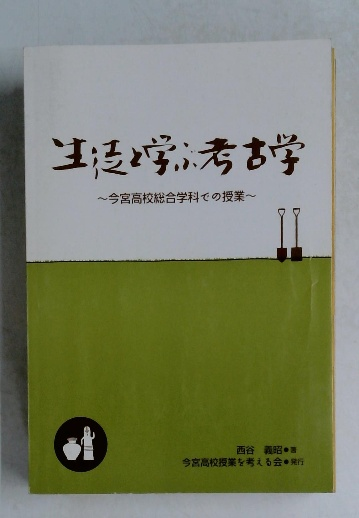 生徒と学ぶ考古学
〜今宮高校総合学科での授業〜
西谷 義昭●著
今宮高校授業を考える会●発行